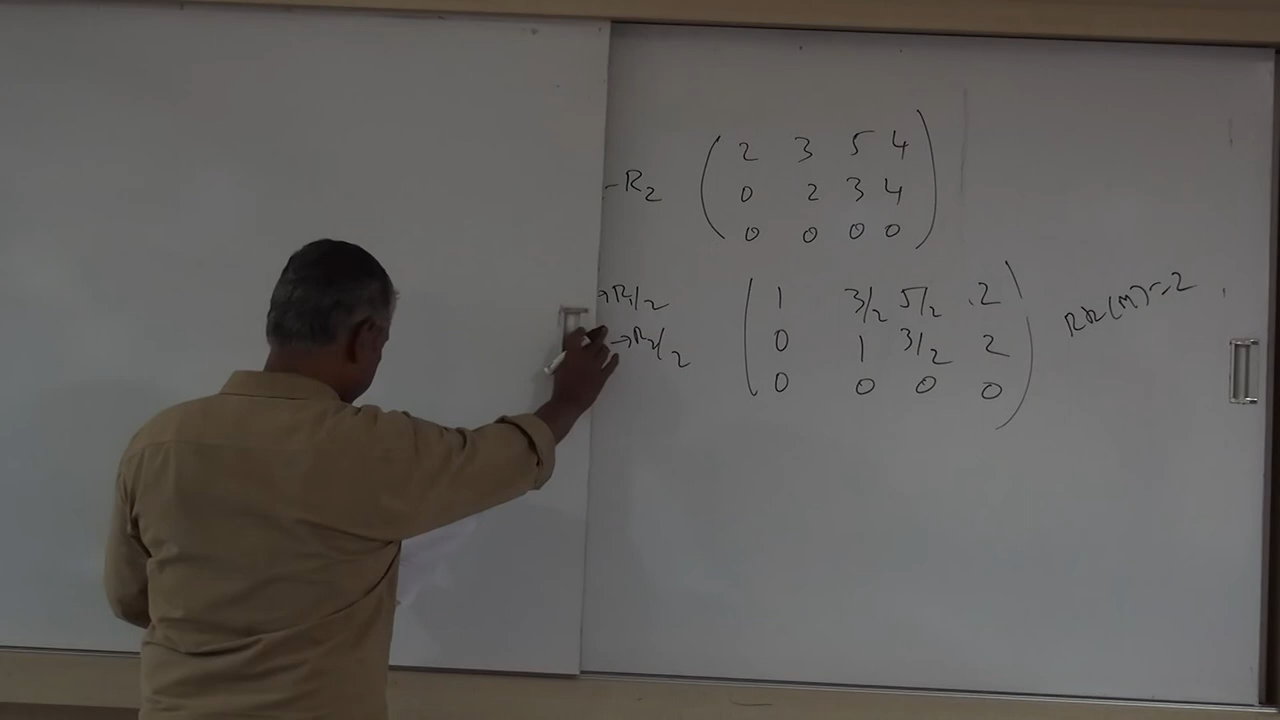 -R2 ( 2 3 5 4
0 2 3 4
0 0 0 0 )
→R1/2 ( 1 3/2 5/2 .2
→R2/2 0 1 3/2 2
0 0 0 0 )
RR(M)=2